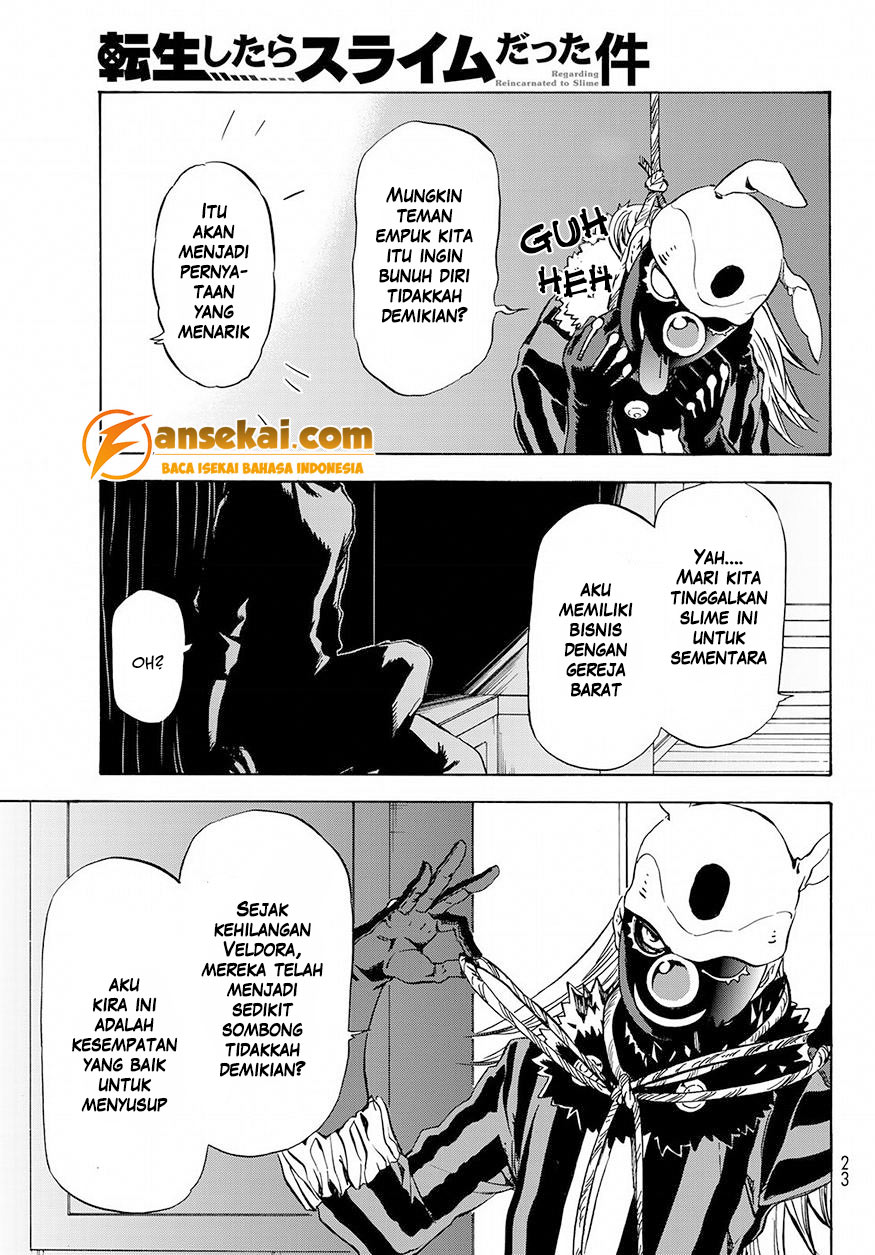 転生したらスライムだった件
Regarding
Reincarnated to Slime
MUNGKIN
TEMAN
EMPUK KITA
ITU INGIN
BUNUH DIRI
TIDAKKAH
DEMIKIAN?
GUH
HEH
ITU
AKAN
MENJADI
PERNYA-
TAAN
YANG
MENARIK
ansekai.com
BACA ISEKAI BAHASA INDONESIA
YAH....
MARI KITA
TINGGALKAN
SLIME INI
UNTUK
SEMENTARA
AKU
MEMILIKI
BISNIS
DENGAN
GEREJA
BARAT
OH?
SEJAK
KEHILANGAN
VELDORA,
MEREKA TELAH
MENJADI
SEDIKIT
SOMBONG
TIDAKKAH
DEMIKIAN?
AKU
KIRA INI
ADALAH
KESEMPATAN
YANG BAIK
UNTUK
MENYUSUP
23